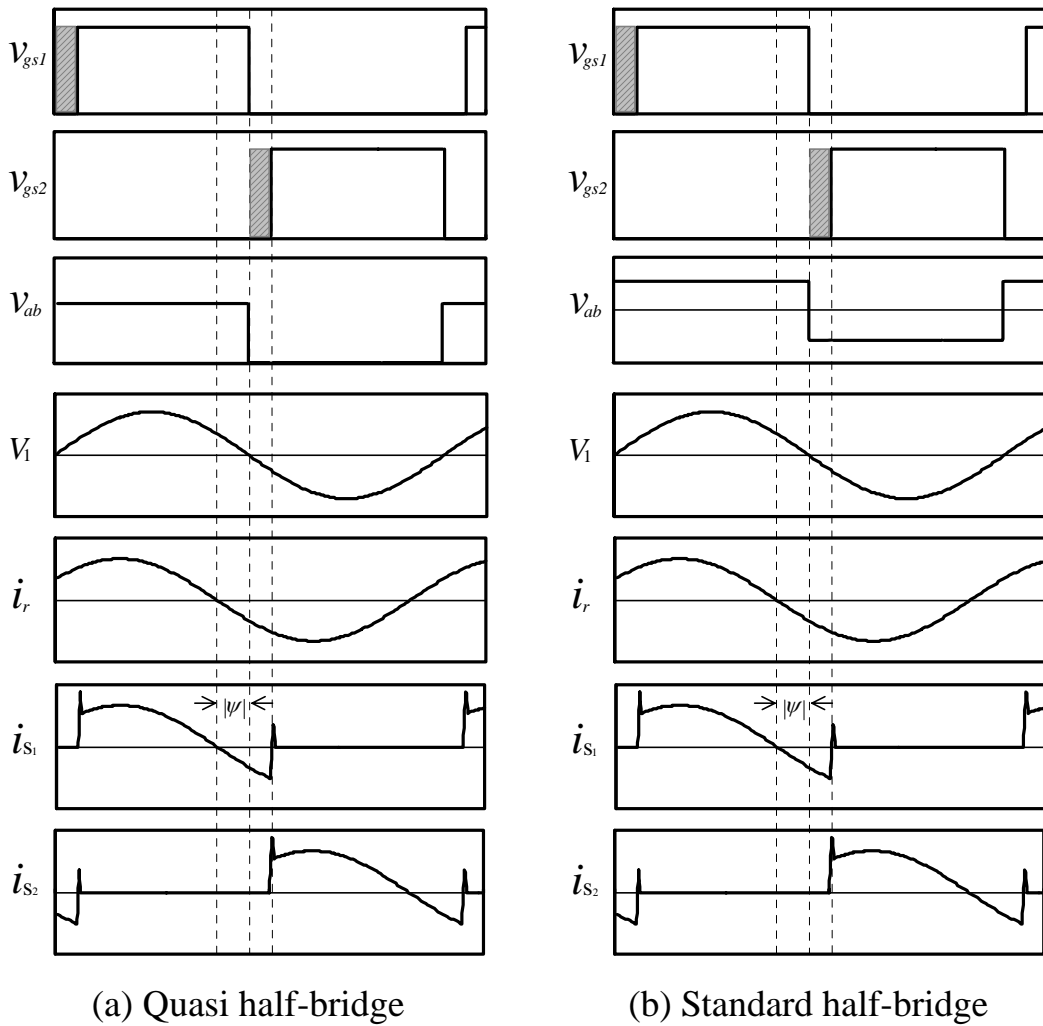 v_gs1 v_gs1
v_gs2 v_gs2
v_ab v_ab
V_1 V_1
i_r i_r
|ψ| |ψ|
i_S1 i_S1
i_S2 i_S2
(a) Quasi half-bridge (b) Standard half-bridge